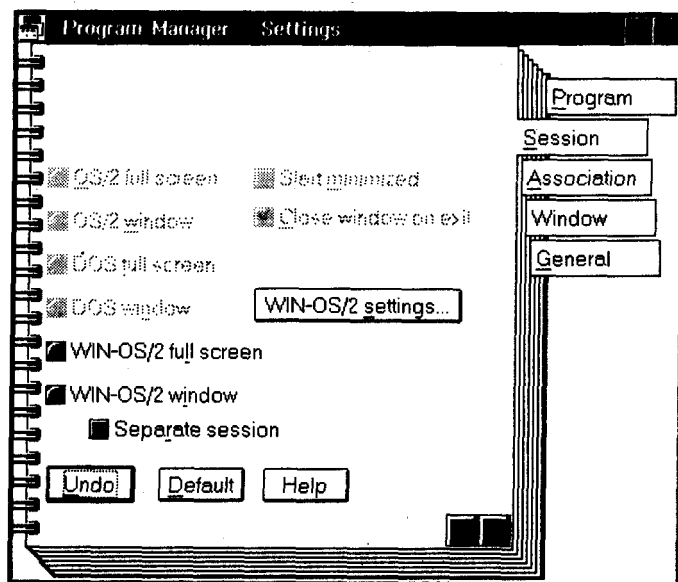 Program Manager Settings
Program
Session
OS/2 full screen Start minimized
Association
OS/2 window Close window on exit
Window
DOS full screen
General
DOS window WIN-OS/2 settings...
WIN-OS/2 full screen
WIN-OS/2 window
Separate session
Undo Default Help